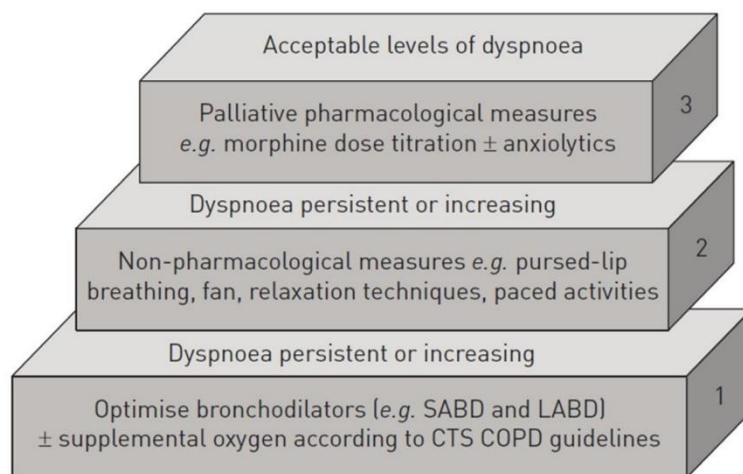 Acceptable levels of dyspnoea
Palliative pharmacological measures
e.g. morphine dose titration ± anxiolytics
3
Dyspnoea persistent or increasing
Non-pharmacological measures e.g. pursed-lip
breathing, fan, relaxation techniques, paced activities
2
Dyspnoea persistent or increasing
Optimise bronchodilators (e.g. SABD and LABD)
± supplemental oxygen according to CTS COPD guidelines
1